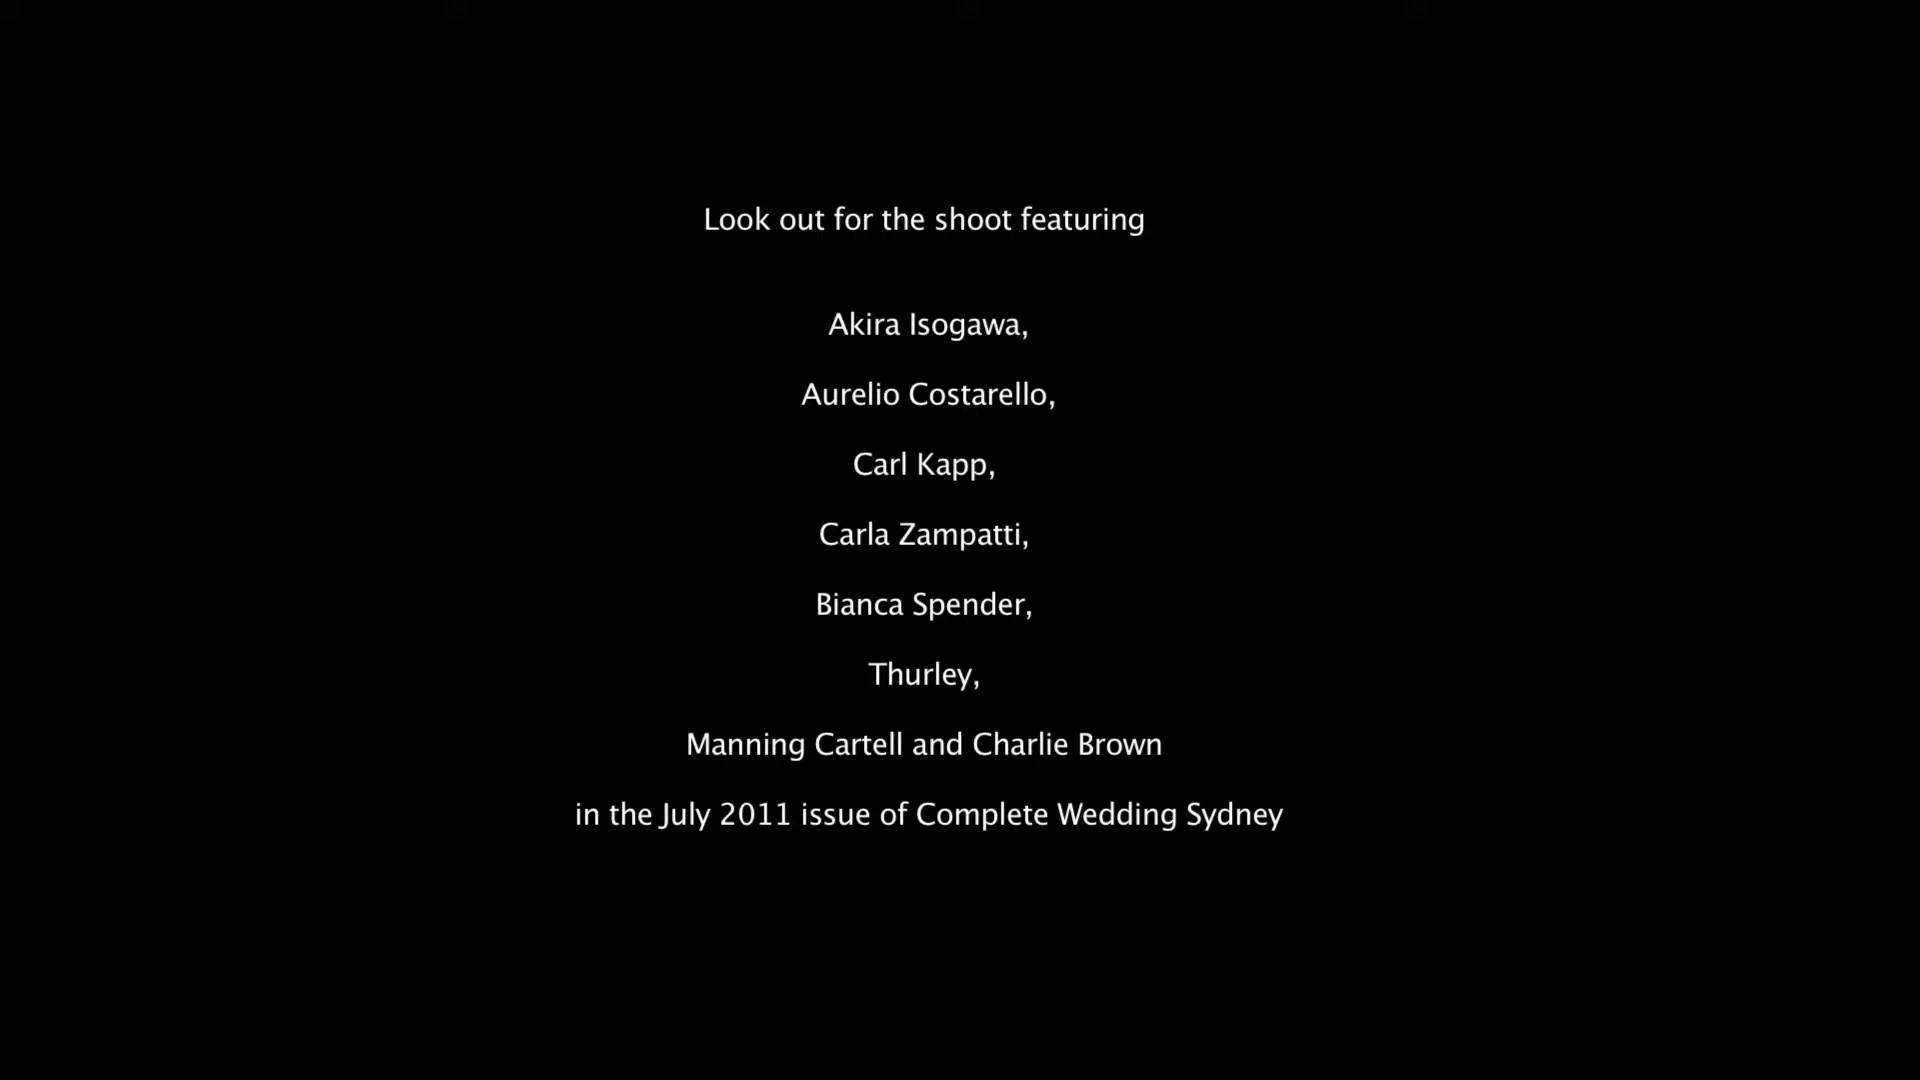 Look out for the shoot featuring
Akira Isogawa,
Aurelio Costarello,
Carl Kapp,
Carla Zampatti,
Bianca Spender,
Thurley,
Manning Cartell and Charlie Brown
in the July 2011 issue of Complete Wedding Sydney